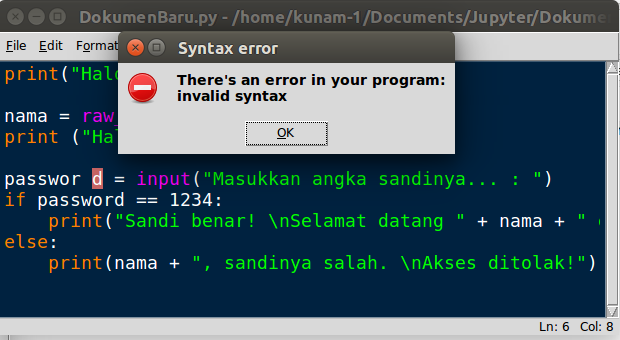 DokumenBaru.py - /home/kunam-1/Documents/Jupyter/Dokumen
File Edit Format
Syntax error
There's an error in your program:
invalid syntax
OK
print("Halo
nama = raw
print ("Hal
passwor d = input("Masukkan angka sandinya... : ")
if password == 1234:
print("Sandi benar! \nSelamat datang " + nama + "
else:
print(nama + ", sandinya salah. \nAkses ditolak!")
Ln: 6 Col: 8